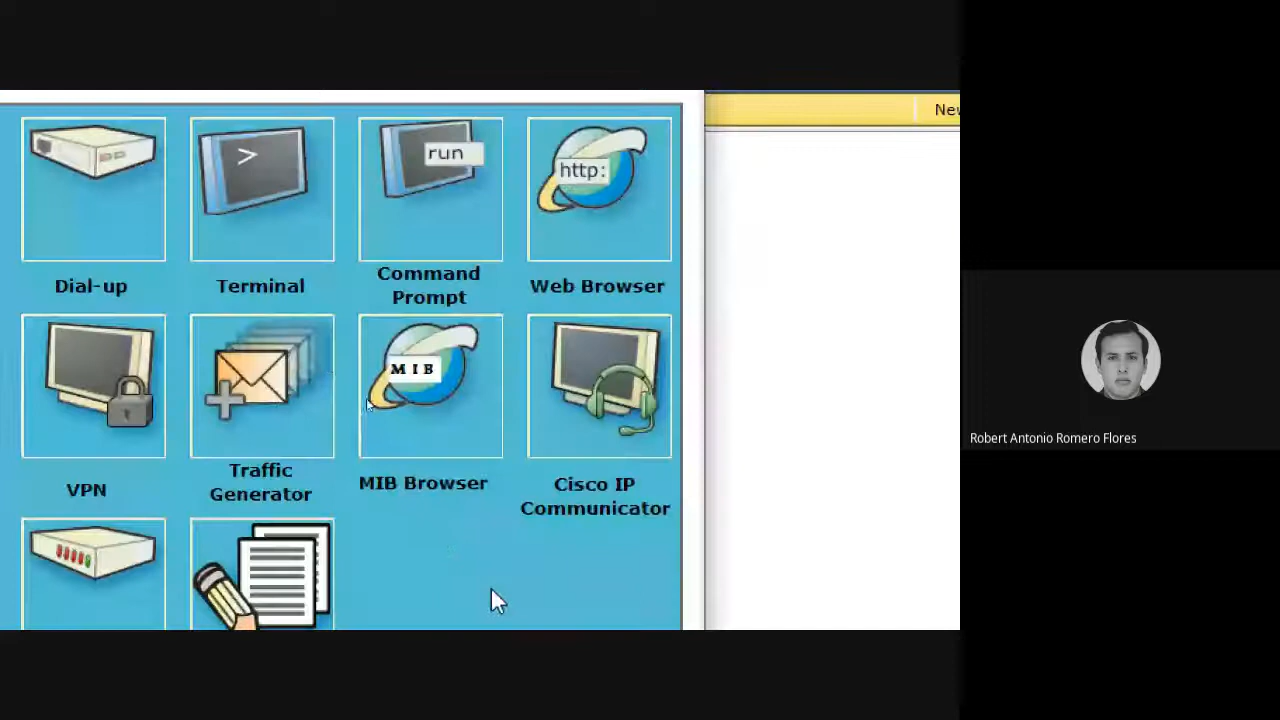 New
>
run
http:
Dial-up
Terminal
Command
Prompt
Web Browser
MIB
VPN
Traffic
Generator
MIB Browser
Cisco IP
Communicator
Robert Antonio Romero Flores